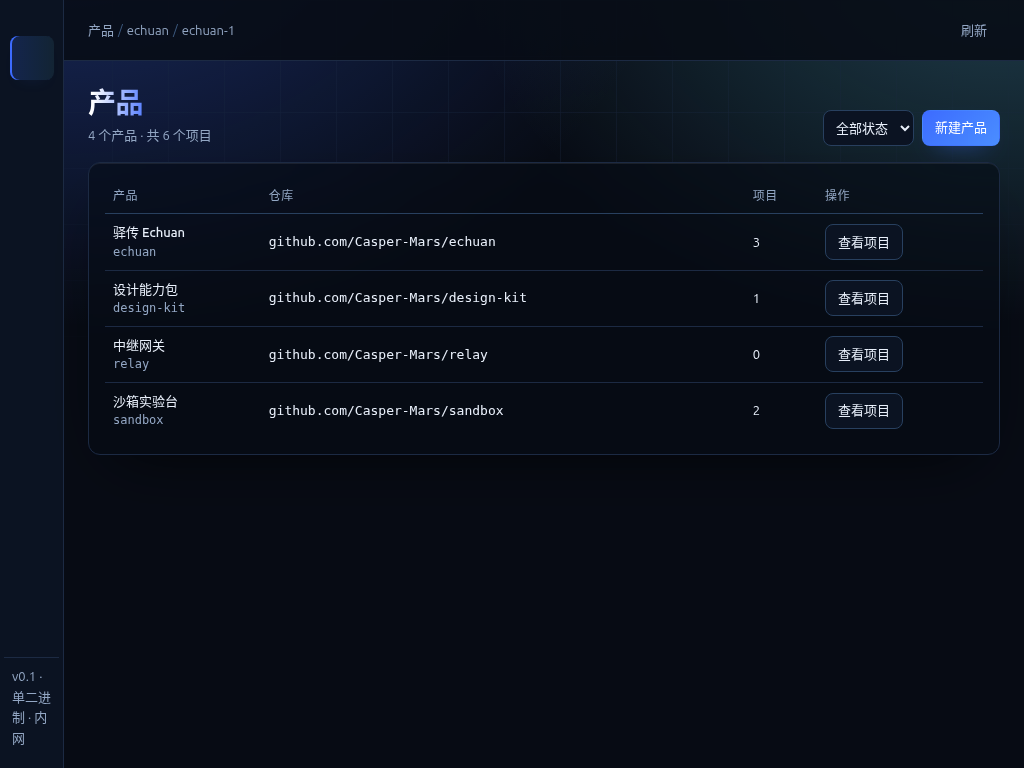 产品 / echuan / echuan-1
刷新
产品
4 个产品 · 共 6 个项目
全部状态
新建产品
产品 仓库 项目 操作
驿传 Echuan
echuan
github.com/Casper-Mars/echuan
3
查看项目
设计能力包
design-kit
github.com/Casper-Mars/design-kit
1
查看项目
中继网关
relay
github.com/Casper-Mars/relay
0
查看项目
沙箱实验台
sandbox
github.com/Casper-Mars/sandbox
2
查看项目
v0.1 ·
单二进
制 · 内
网